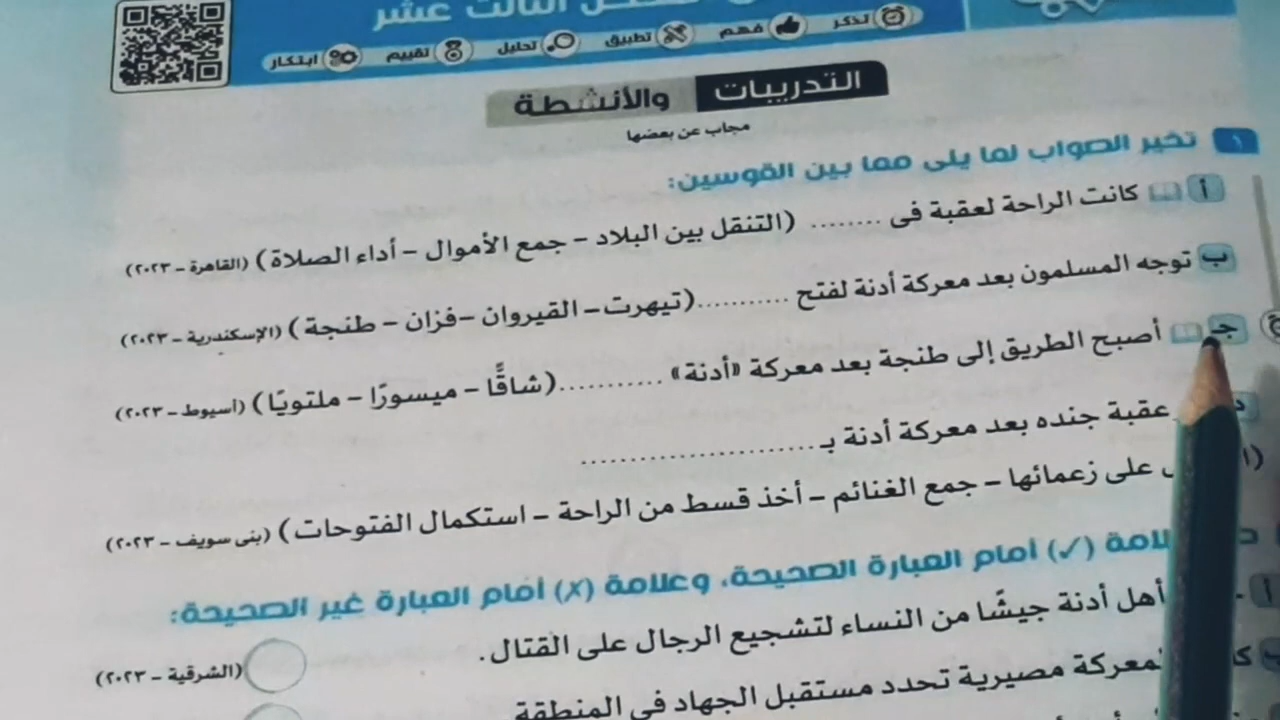 الثالث عشر
تذكر فهم تطبيق تحليل تقييم ابتكار
التدريبات والأنشطة
مجاب عن بعضها
١ تخير الصواب لما يلى مما بين القوسين:
أ كانت الراحة لعقبة فى ........ (التنقل بين البلاد - جمع الأموال - أداء الصلاة) (القاهرة - ٢٠٢٣)
ب توجه المسلمون بعد معركة أدنة لفتح ........... (تيهرت - القيروان - فزان - طنجة) (الإسكندرية - ٢٠٢٣)
جـ أصبح الطريق إلى طنجة بعد معركة «أدنة» ........... (شاقًّا - ميسورًا - ملتويًا) (أسيوط - ٢٠٢٣)
د عقبة جنده بعد معركة أدنة بـ ........................
على زعمائها - جمع الغنائم - أخذ قسط من الراحة - استكمال الفتوحات) (بنى سويف - ٢٠٢٣)
(✓) أمام العبارة الصحيحة، وعلامة (x) أمام العبارة غير الصحيحة:
أ أهل أدنة جيشًا من النساء لتشجيع الرجال على القتال. (الشرقية - ٢٠٢٣)
ب مصيرية تحدد مستقبل الجهاد فى المنطقة